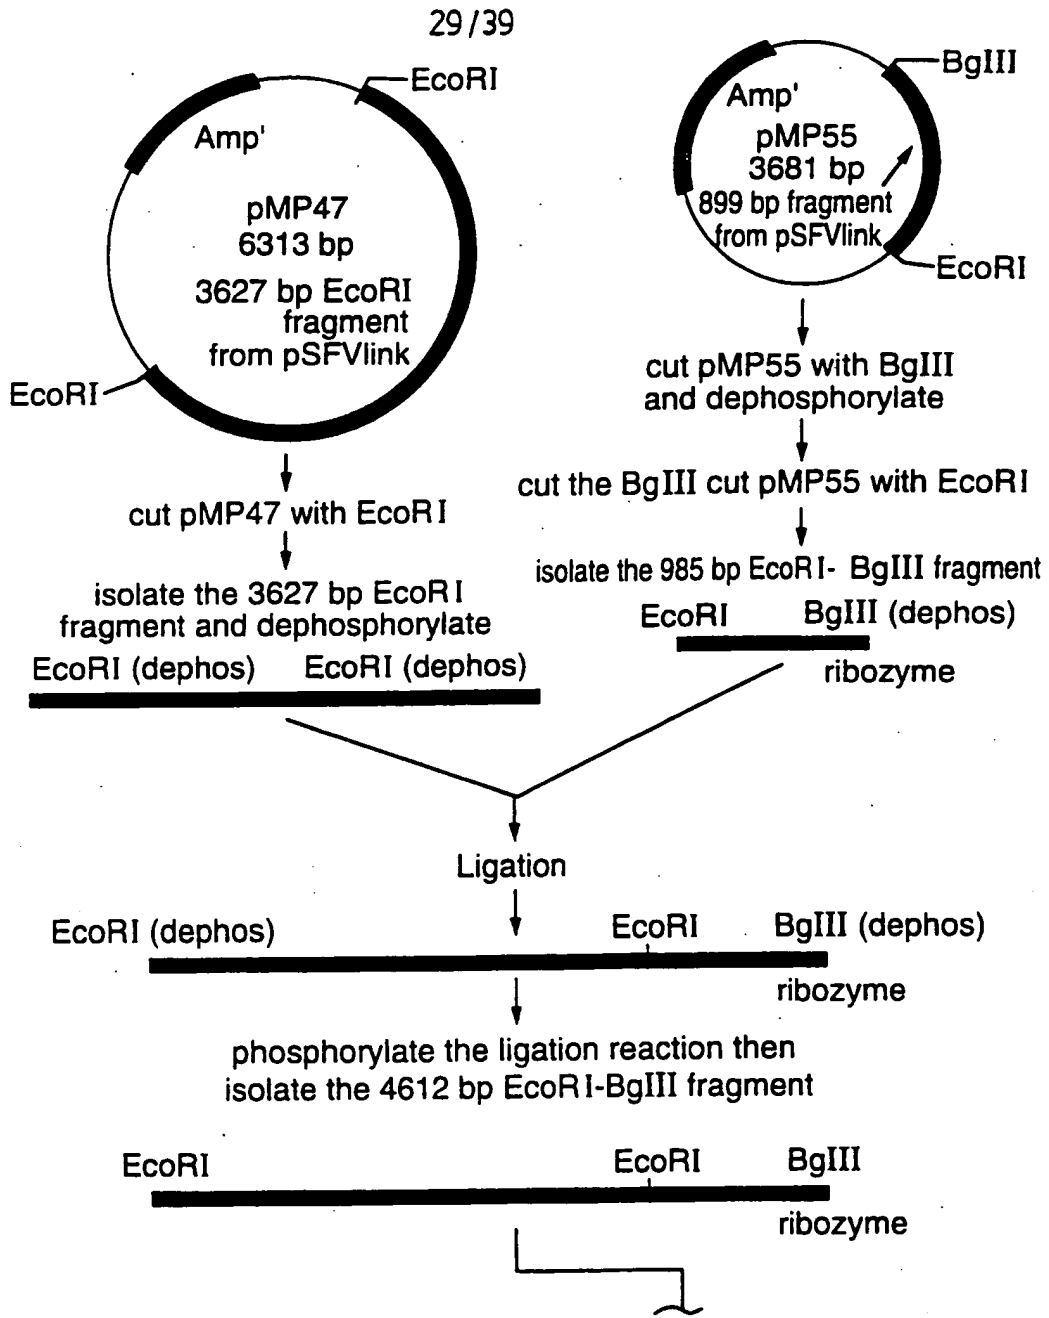 29/39
EcoRI
Amp'
pMP47
6313 bp
3627 bp EcoRI
fragment
from pSFVlink
EcoRI
cut pMP47 with EcoRI
isolate the 3627 bp EcoRI
fragment and dephosphorylate
EcoRI (dephos) EcoRI (dephos)
BgIII
Amp'
pMP55
3681 bp
899 bp fragment
from pSFVlink
EcoRI
cut pMP55 with BgIII
and dephosphorylate
cut the BgIII cut pMP55 with EcoRI
isolate the 985 bp EcoRI- BgIII fragment
EcoRI BgIII (dephos)
ribozyme
Ligation
EcoRI (dephos) EcoRI BgIII (dephos)
ribozyme
phosphorylate the ligation reaction then
isolate the 4612 bp EcoRI-BgIII fragment
EcoRI EcoRI BgIII
ribozyme